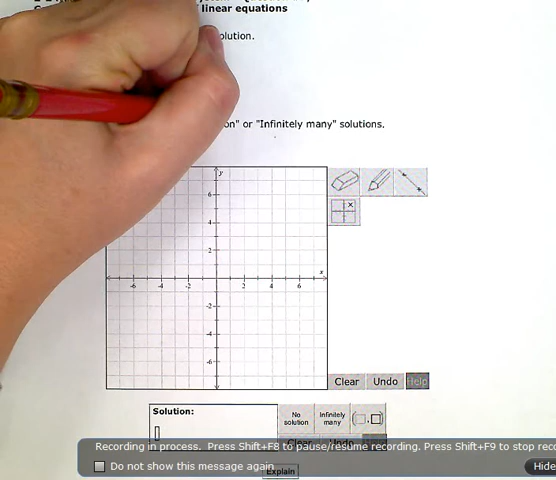 linear equations
olution.
on" or "Infinitely many" solutions.
y
6
4
2
x
-6 -4 -2 2 4 6
-2
-4
-6
Clear Undo Help
Solution:
No solution
Infinitely many
Recording in process. Press Shift+F8 to pause/resume recording. Press Shift+F9 to stop reco
Do not show this message again
Hide
Explain